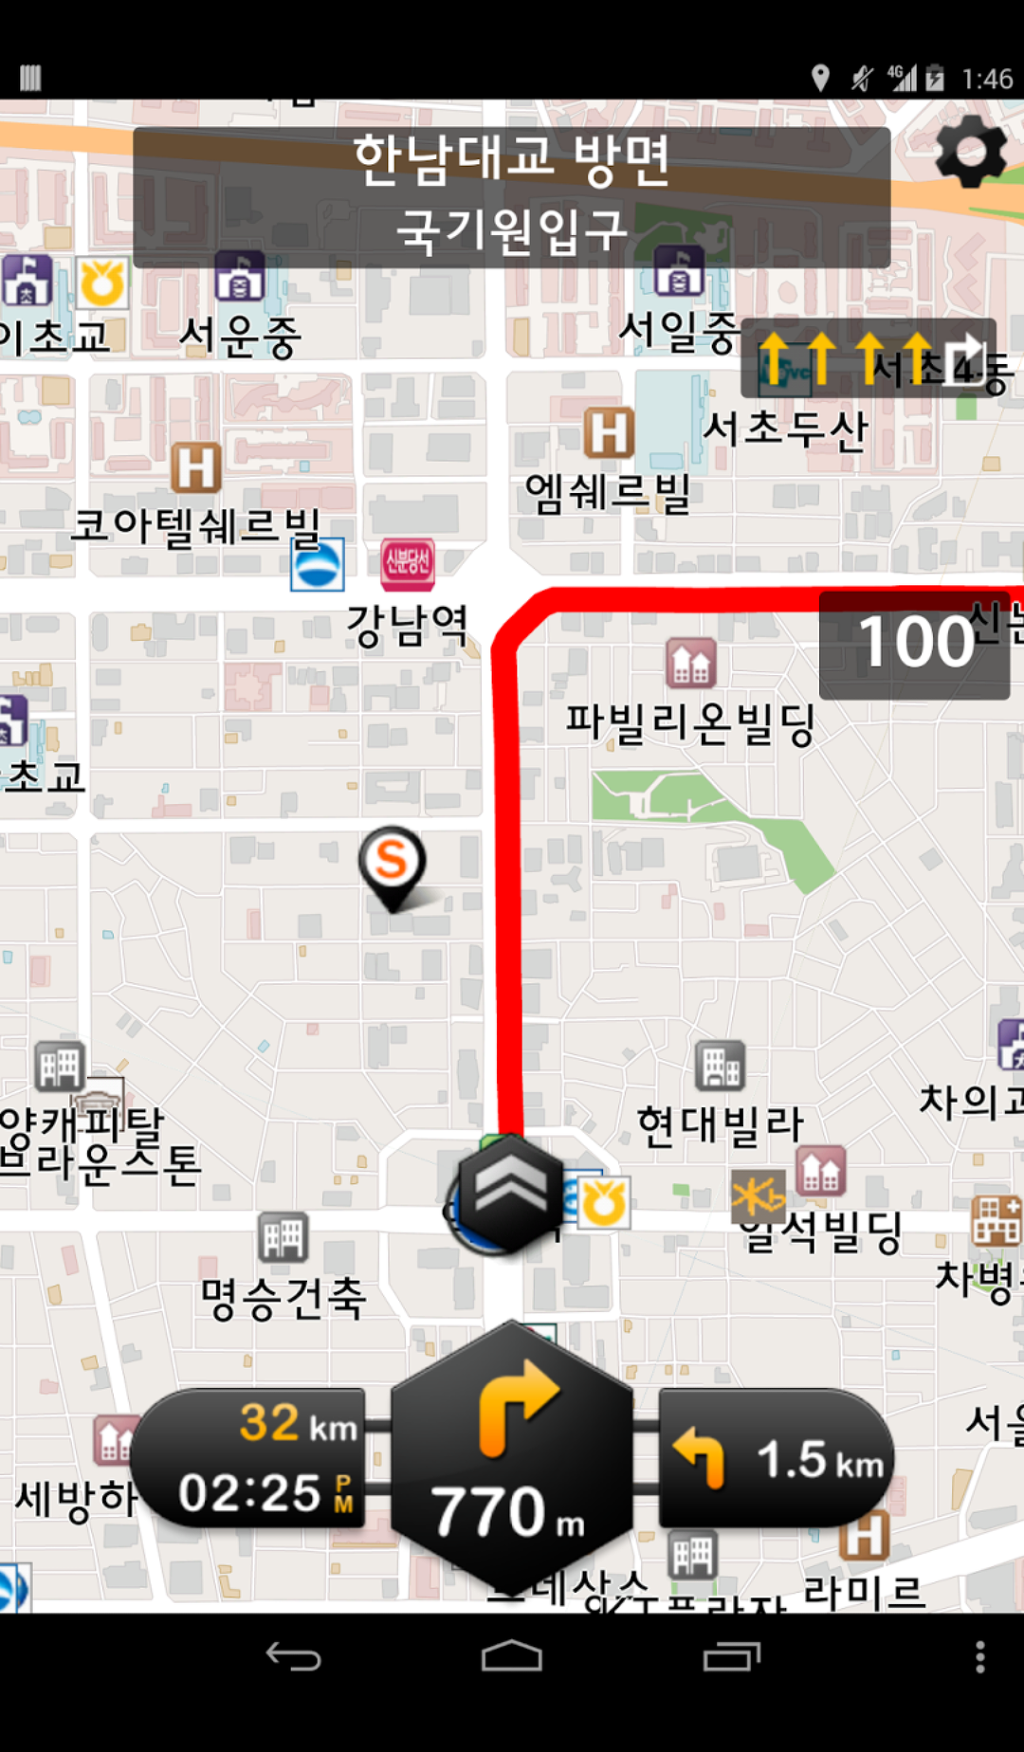 4G 1:46
한남대교 방면
국기원입구
이초교
서운중
서일중
서초4동
서초두산
H
엠쉐르빌
H
코아텔쉐르빌
신분당선
강남역
100
파빌리온빌딩
초교
S
양캐피탈
브라운스톤
현대빌라
차의과
일석빌딩
명승건축
차병
서울
세방하
32 km
02:25 PM
770 m
1.5 km
H
라미르